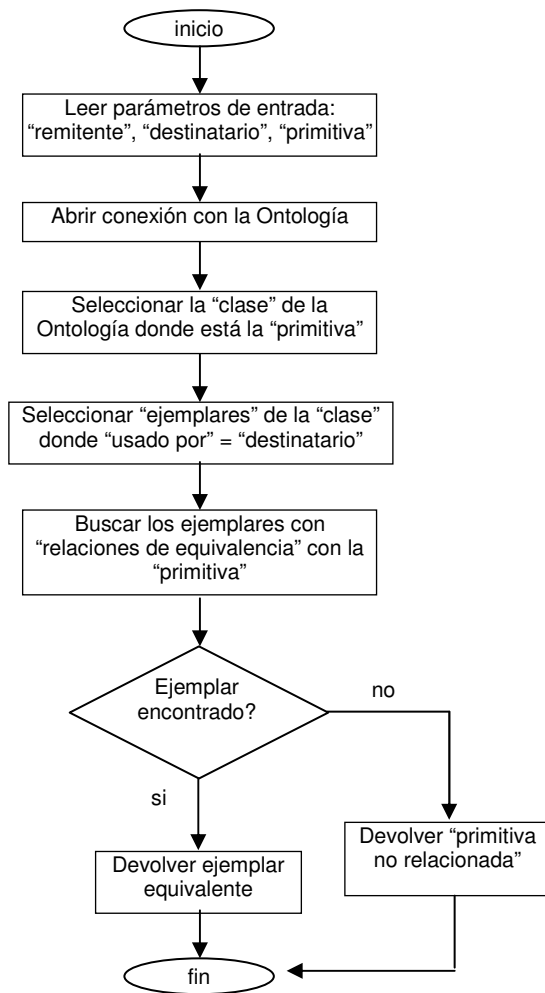 inicio
Leer parámetros de entrada:
“remitente”, “destinatario”, “primitiva”
Abrir conexión con la Ontología
Seleccionar la “clase” de la
Ontología donde está la “primitiva”
Seleccionar “ejemplares” de la “clase”
donde “usado por” = “destinatario”
Buscar los ejemplares con
“relaciones de equivalencia” con la
“primitiva”
Ejemplar
encontrado?
no
si
Devolver “primitiva
no relacionada”
Devolver ejemplar
equivalente
fin